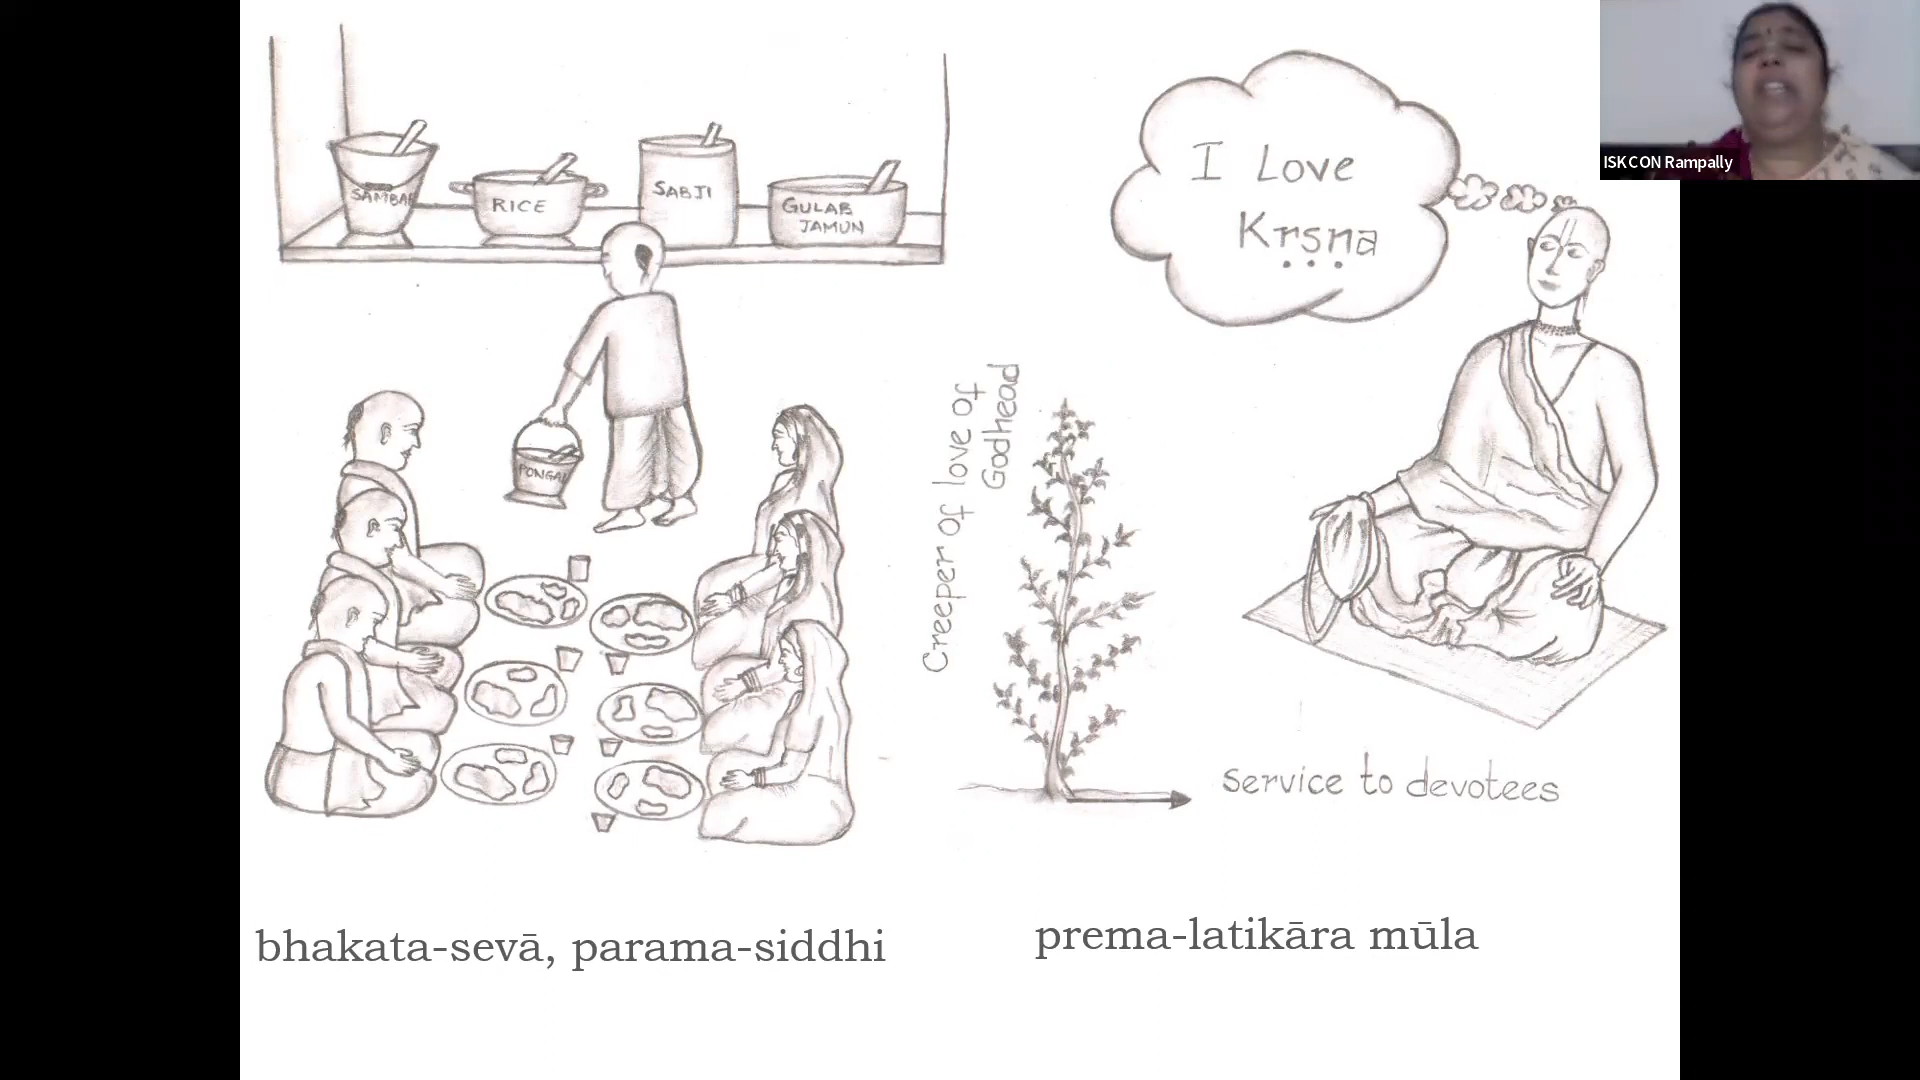 SAMBAR
RICE
SABJI
GULAB
JAMUN
PONGAL
I Love
Krsna
...
ISKCON Rampally
Creeper of love of
Godhead
service to devotees
bhakata-sevā, parama-siddhi
prema-latikāra mūla